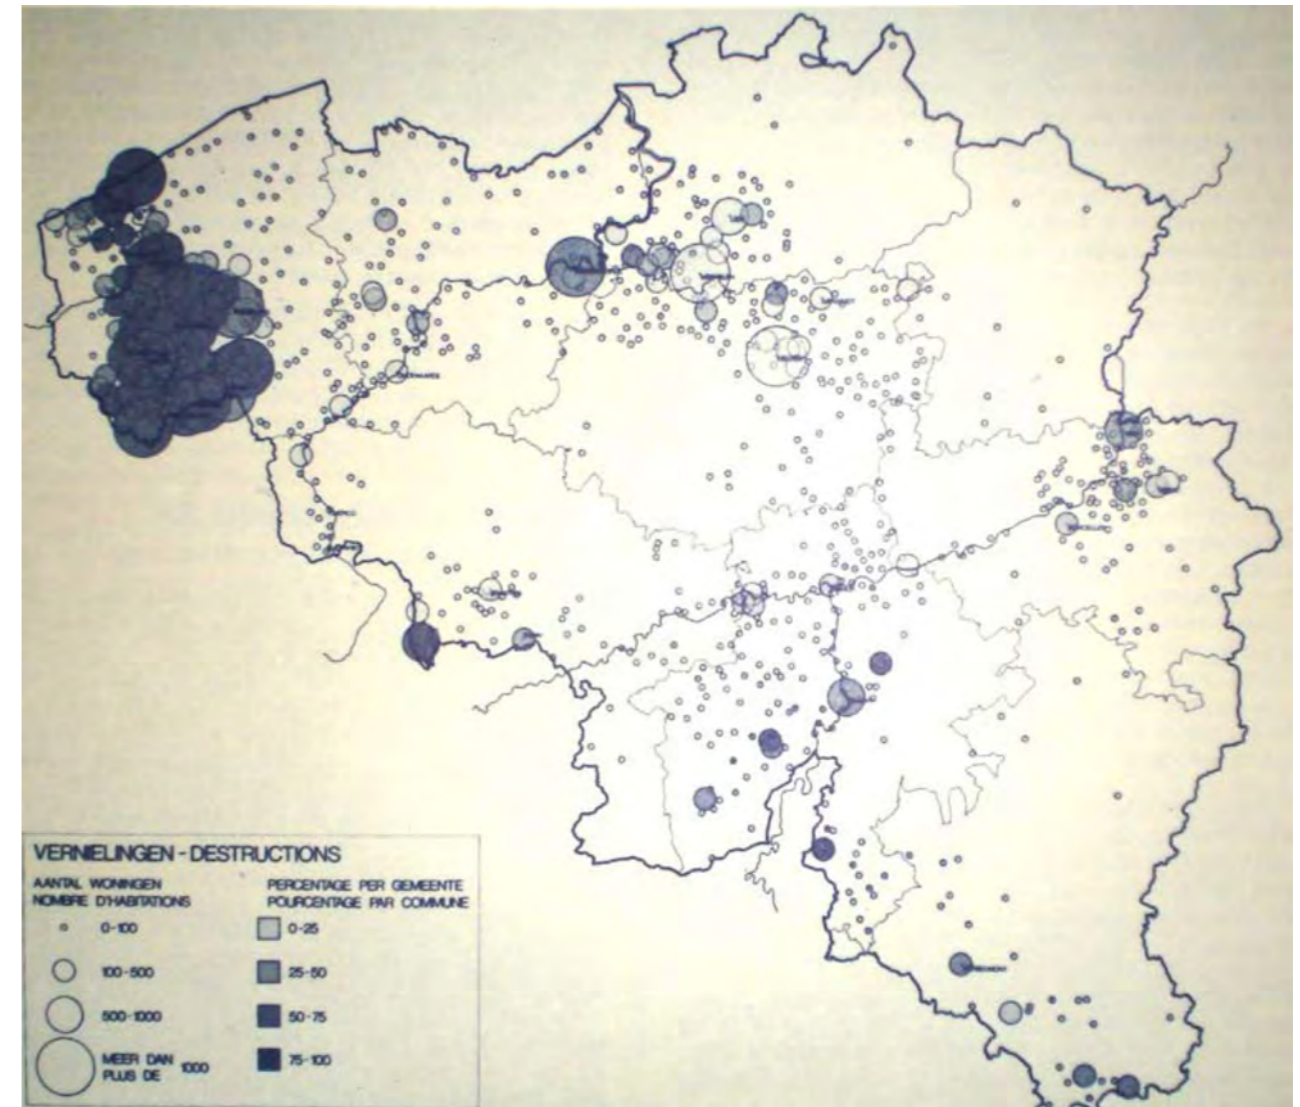 VERNIELINGEN - DESTRUCTIONS
AANTAL WONINGEN
NOMBRE D'HABITATIONS
0-100
100-500
500-1000
MEER DAN
PLUS DE 1000
PERCENTAGE PER GEMEENTE
POURCENTAGE PAR COMMUNE
0-25
25-50
50-75
75-100